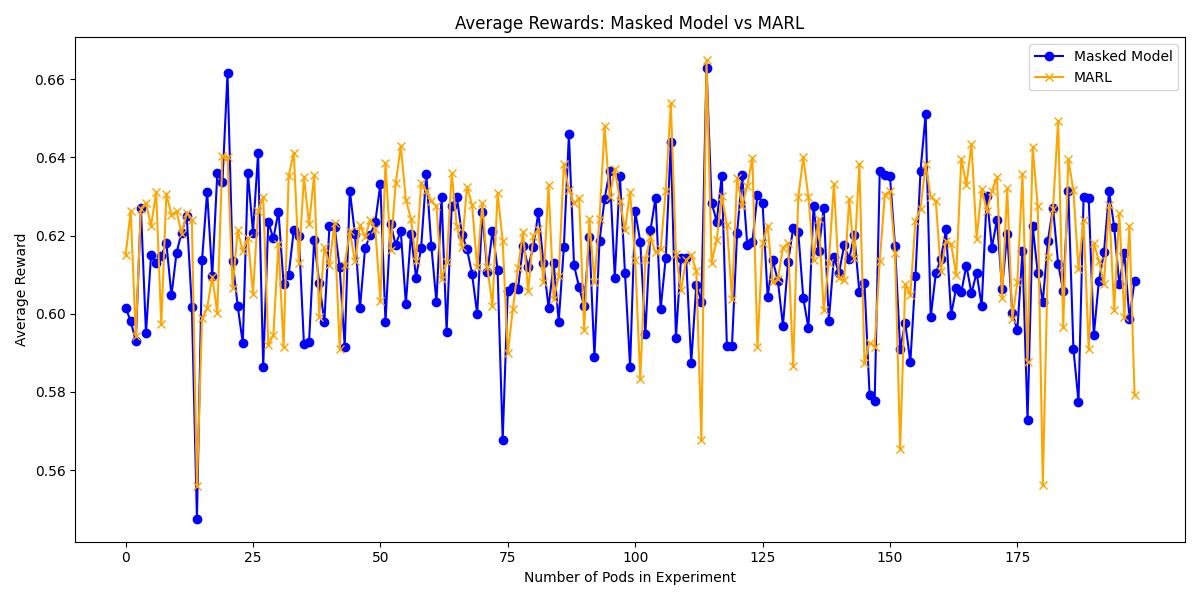 Average Rewards: Masked Model vs MARL
Masked Model
MARL
Average Reward
0.66
0.64
0.62
0.60
0.58
0.56
0 25 50 75 100 125 150 175
Number of Pods in Experiment